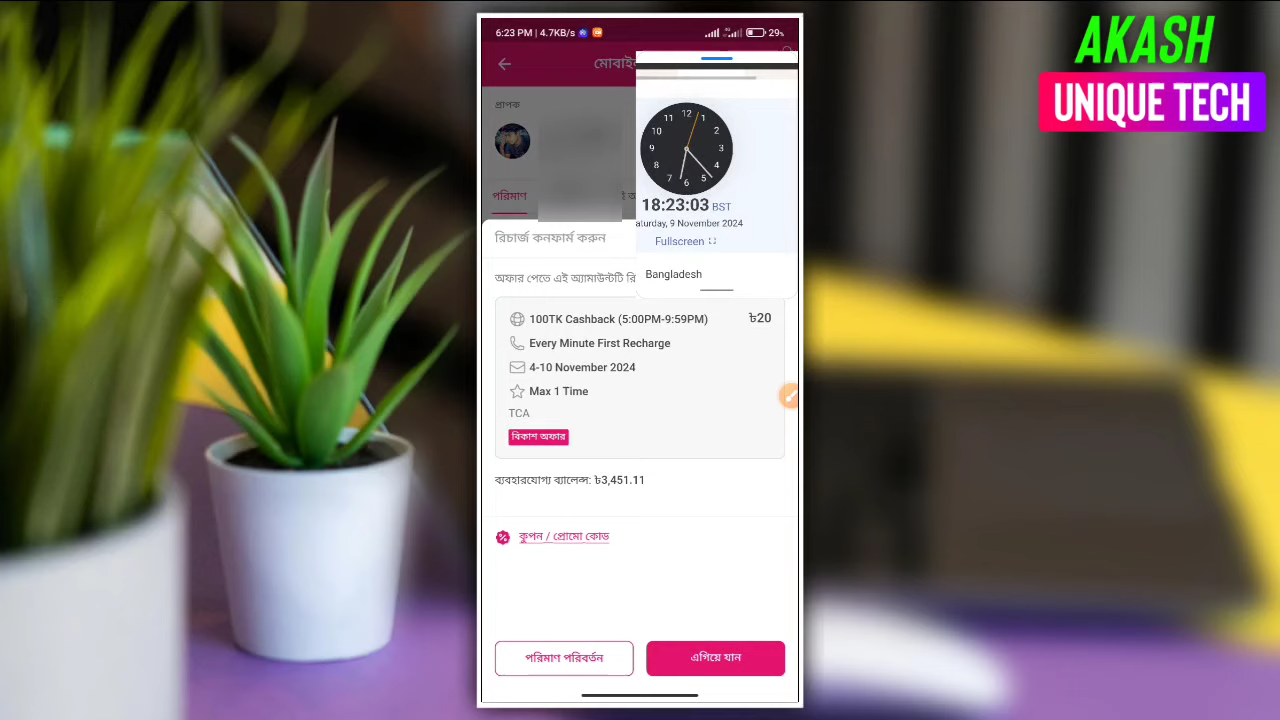 AKASH
UNIQUE TECH
6:23 PM | 4.7KB/s
29%
প্রাপক
পরিমাণ
রিচার্জ কনফার্ম করুন
অফার পেতে এই অ্যামাউন্টটি
12
1
2
3
4
5
6
7
8
9
10
11
18:23:03 BST
aturday, 9 November 2024
Fullscreen
Bangladesh
100TK Cashback (5:00PM-9:59PM)
৳20
Every Minute First Recharge
4-10 November 2024
Max 1 Time
TCA
বিকাশ অফার
ব্যবহারযোগ্য ব্যালেন্স: ৳3,451.11
কুপন / প্রোমো কোড
পরিমাণ পরিবর্তন
এগিয়ে যান